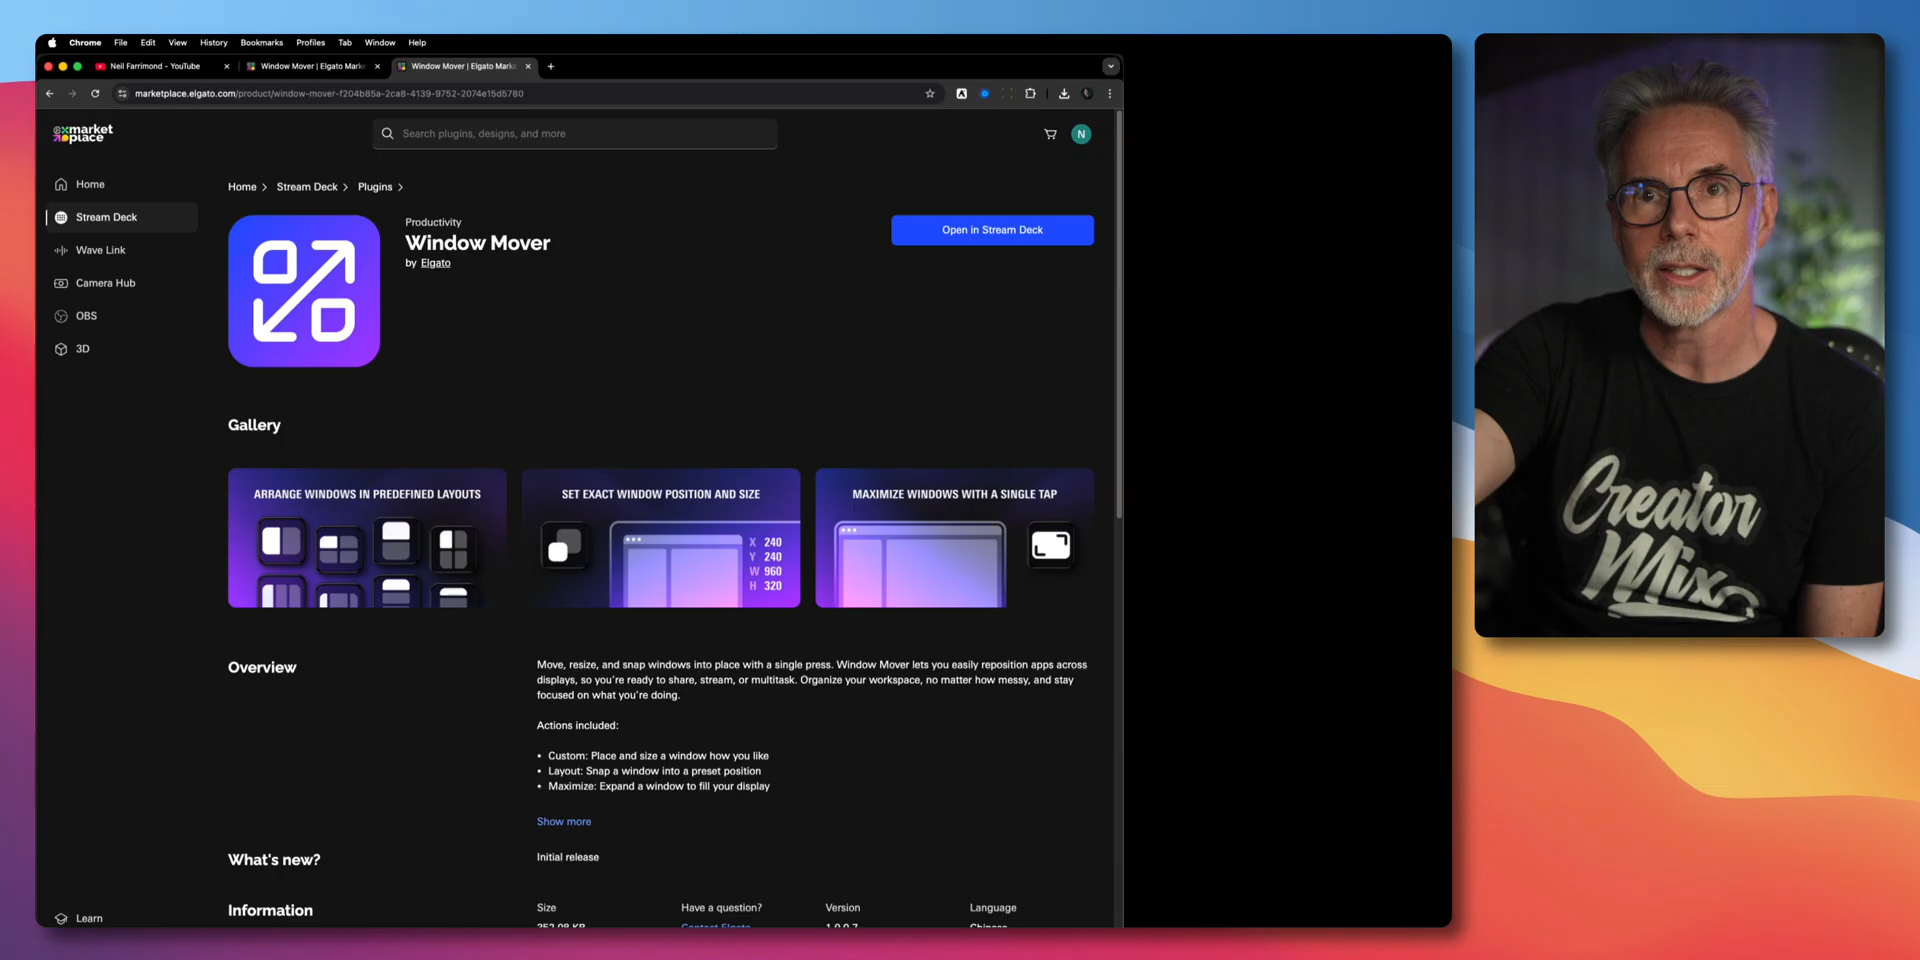 Chrome File Edit View History Bookmarks Profiles Tab Window Help
Neil Farrimond - YouTube
Window Mover | Elgato Mark
Window Mover | Elgato Mark
marketplace.elgato.com/product/window-mover-f204b85a-2ca8-4139-9752-2074e15d5780
market
place
Search plugins, designs, and more
N
Home
Stream Deck
Wave Link
Camera Hub
OBS
3D
Learn
Home > Stream Deck > Plugins >
Productivity
Window Mover
by Elgato
Open in Stream Deck
Gallery
ARRANGE WINDOWS IN PREDEFINED LAYOUTS
SET EXACT WINDOW POSITION AND SIZE
X 240
Y 240
W 960
H 320
MAXIMIZE WINDOWS WITH A SINGLE TAP
Overview
Move, resize, and snap windows into place with a single press. Window Mover lets you easily reposition apps across
displays, so you're ready to share, stream, or multitask. Organize your workspace, no matter how messy, and stay
focused on what you're doing.
Actions included:
• Custom: Place and size a window how you like
• Layout: Snap a window into a preset position
• Maximize: Expand a window to fill your display
Show more
What's new?
Initial release
Information
Size
Have a question?
Version
Language
Contact Elgato
Creator
Mix